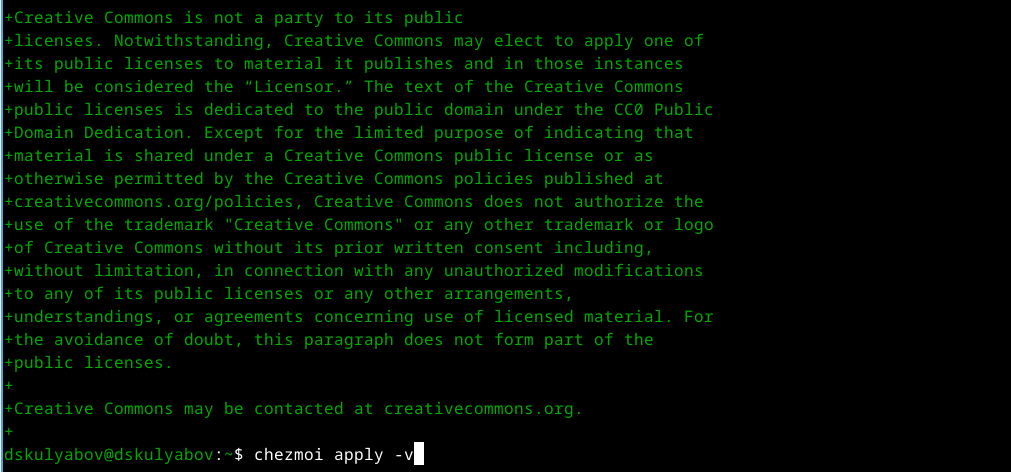 +Creative Commons is not a party to its public
+licenses. Notwithstanding, Creative Commons may elect to apply one of
+its public licenses to material it publishes and in those instances
+will be considered the “Licensor.” The text of the Creative Commons
+public licenses is dedicated to the public domain under the CC0 Public
+Domain Dedication. Except for the limited purpose of indicating that
+material is shared under a Creative Commons public license or as
+otherwise permitted by the Creative Commons policies published at
+creativecommons.org/policies, Creative Commons does not authorize the
+use of the trademark "Creative Commons" or any other trademark or logo
+of Creative Commons without its prior written consent including,
+without limitation, in connection with any unauthorized modifications
+to any of its public licenses or any other arrangements,
+understandings, or agreements concerning use of licensed material. For
+the avoidance of doubt, this paragraph does not form part of the
+public licenses.
+
+Creative Commons may be contacted at creativecommons.org.
+
dskulyabov@dskulyabov:~$ chezmoi apply -v